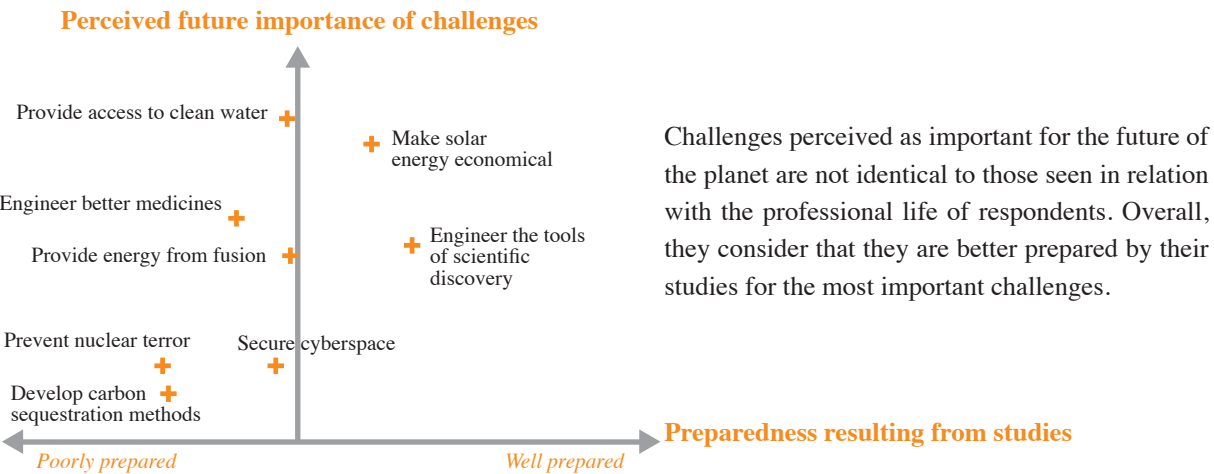 Perceived future importance of challenges
Provide access to clean water
Make solar
energy economical
Engineer better medicines
Provide energy from fusion
Engineer the tools
of scientific
discovery
Prevent nuclear terror
Secure cyberspace
Develop carbon
sequestration methods
Poorly prepared
Well prepared
Preparedness resulting from studies
Challenges perceived as important for the future of
the planet are not identical to those seen in relation
with the professional life of respondents. Overall,
they consider that they are better prepared by their
studies for the most important challenges.